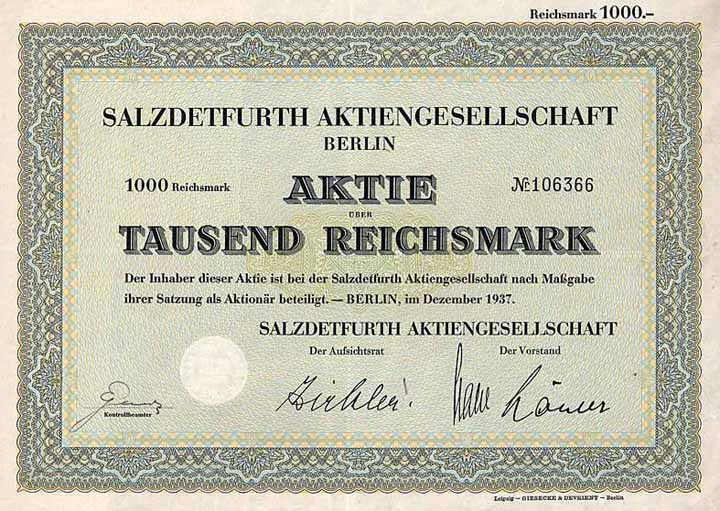 Reichsmark 1000.–
SALZDETFURTH AKTIENGESELLSCHAFT
BERLIN
1000 Reichsmark AKTIE № 106366
ÜBER
TAUSEND REICHSMARK
Der Inhaber dieser Aktie ist bei der Salzdetfurth Aktiengesellschaft nach Maßgabe
ihrer Satzung als Aktionär beteiligt. — BERLIN, im Dezember 1937.
SALZDETFURTH AKTIENGESELLSCHAFT
Der Aufsichtsrat Der Vorstand
Kontrollbeamter
Leipzig — GIESECKE & DEVRIENT — Berlin